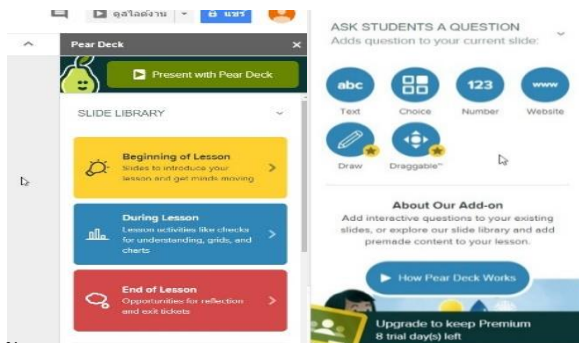 ดูสไลด์งาน
แชร์
Pear Deck
Present with Pear Deck
SLIDE LIBRARY
Beginning of Lesson
Slides to introduce your
lesson and get minds moving
During Lesson
Lesson activities like checks
for understanding, grids, and
charts
End of Lesson
Opportunities for reflection
and exit tickets
ASK STUDENTS A QUESTION
Adds question to your current slide:
abc
123
www
Text
Choice
Number
Website
Draw
Draggable™
About Our Add-on
Add interactive questions to your existing
slides, or explore our slide library and add
premade content to your lesson.
How Pear Deck Works
Upgrade to keep Premium
8 trial day(s) left